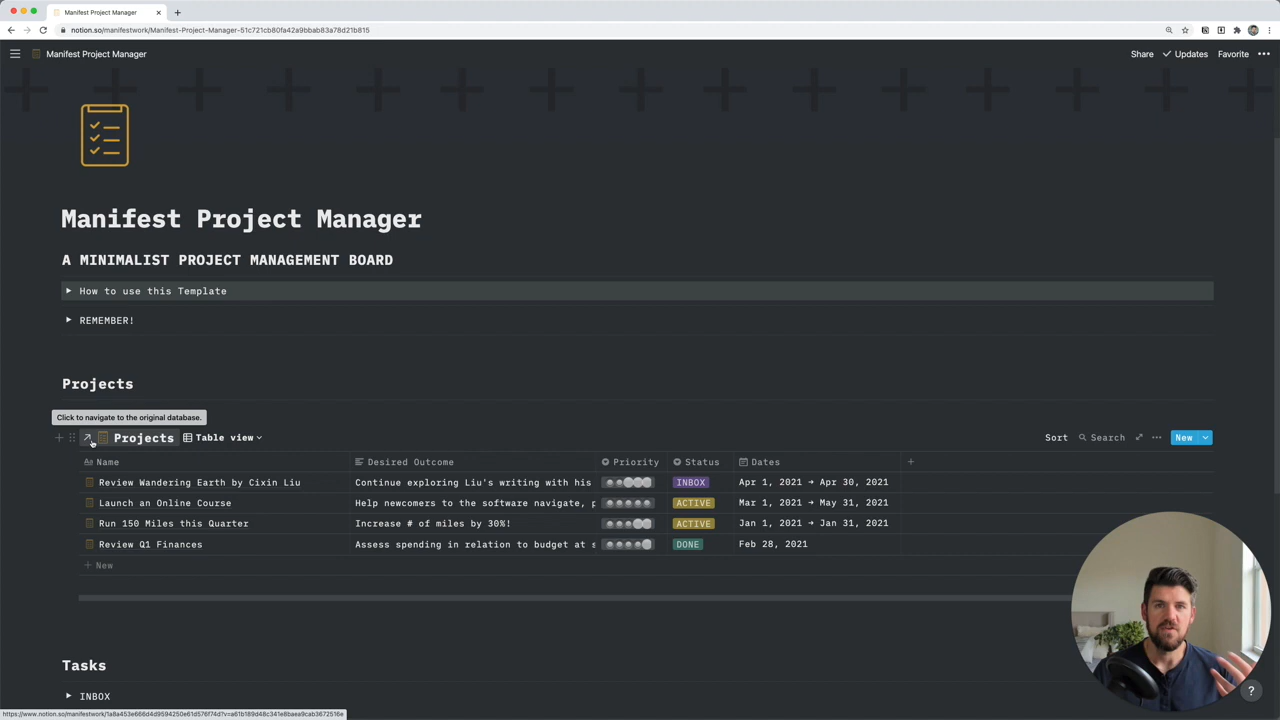 Manifest Project Manager
notion.so/manifestwork/Manifest-Project-Manager-51c721cb80fa42a9bbab83a78d21b815
Manifest Project Manager
Share Updates Favorite
Manifest Project Manager
A MINIMALIST PROJECT MANAGEMENT BOARD
How to use this Template
REMEMBER!
Projects
Click to navigate to the original database.
Projects Table view Sort Search New
Name Desired Outcome Priority Status Dates
Review Wandering Earth by Cixin Liu Continue exploring Liu's writing with his INBOX Apr 1, 2021 → Apr 30, 2021
Launch an Online Course Help newcomers to the software navigate, p ACTIVE Mar 1, 2021 → May 31, 2021
Run 150 Miles this Quarter Increase # of miles by 30%! ACTIVE Jan 1, 2021 → Jan 31, 2021
Review Q1 Finances Assess spending in relation to budget at s DONE Feb 28, 2021
+ New
Tasks
INBOX
?